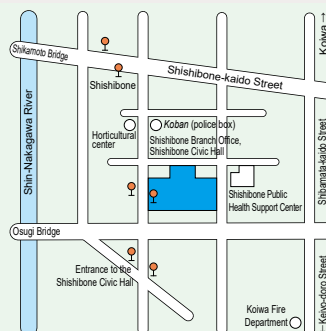 Koiwa →
Shikamoto Bridge
Shishibone-kaido Street
Shishibone
Shin-Nakagawa River
Horticultural
center
Koban (police box)
Shishibone Branch Office,
Shishibone Civic Hall
Shibamata-kaido Street
Shishibone Public
Health Support Center
Osugi Bridge
Entrance to the
Shishibone Civic Hall
Koiwa Fire
Department
← Keiyo-doro Street